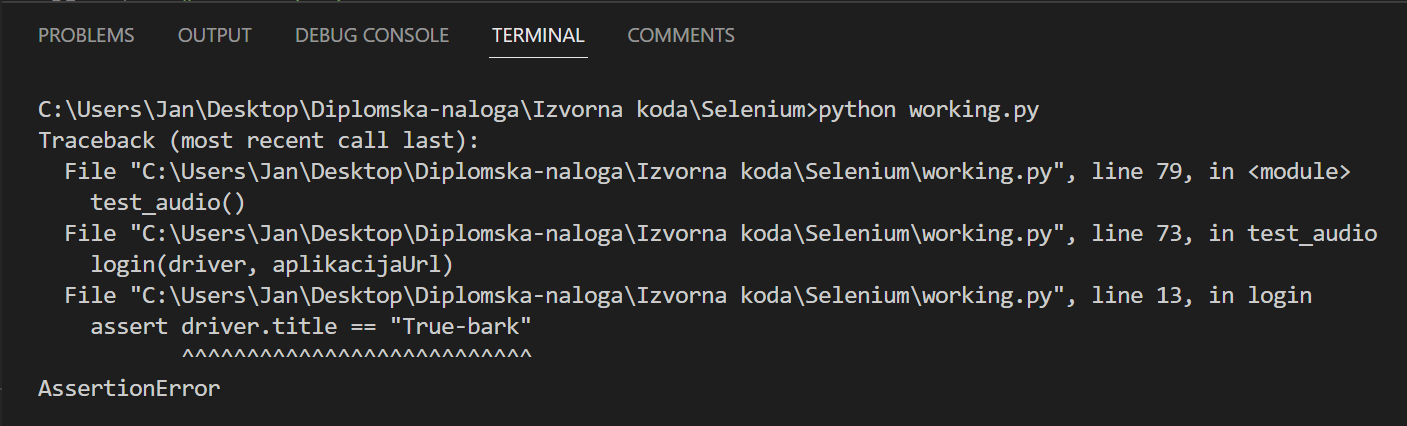 PROBLEMS OUTPUT DEBUG CONSOLE TERMINAL COMMENTS
C:\Users\Jan\Desktop\Diplomska-naloga\Izvorna koda\Selenium>python working.py
Traceback (most recent call last):
  File "C:\Users\Jan\Desktop\Diplomska-naloga\Izvorna koda\Selenium\working.py", line 79, in <module>
    test_audio()
  File "C:\Users\Jan\Desktop\Diplomska-naloga\Izvorna koda\Selenium\working.py", line 73, in test_audio
    login(driver, aplikacijaUrl)
  File "C:\Users\Jan\Desktop\Diplomska-naloga\Izvorna koda\Selenium\working.py", line 13, in login
    assert driver.title == "True-bark"
           ^^^^^^^^^^^^^^^^^^^^^^^^^^^
AssertionError